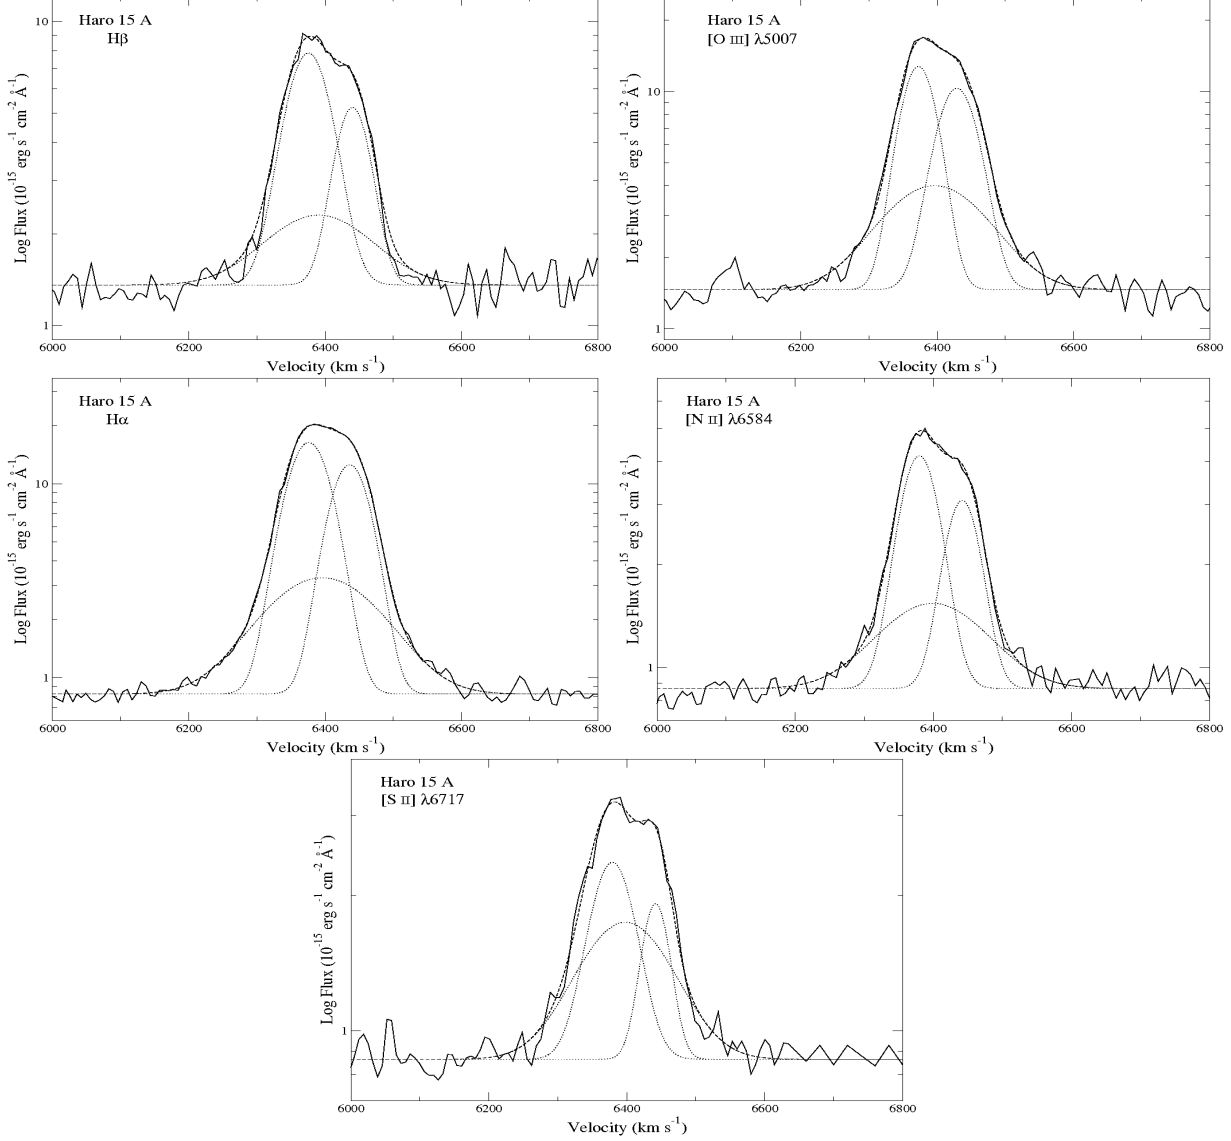 Haro 15 A
Hβ
10
1
Log Flux (10⁻¹⁵ erg s⁻¹ cm⁻² Å⁻¹)
6000 6200 6400 6600 6800
Velocity (km s⁻¹)
Haro 15 A
[O III] λ5007
10
1
Log Flux (10⁻¹⁵ erg s⁻¹ cm⁻² Å⁻¹)
6000 6200 6400 6600 6800
Velocity (km s⁻¹)
Haro 15 A
Hα
10
1
Log Flux (10⁻¹⁵ erg s⁻¹ cm⁻² Å⁻¹)
6000 6200 6400 6600 6800
Velocity (km s⁻¹)
Haro 15 A
[N II] λ6584
1
Log Flux (10⁻¹⁵ erg s⁻¹ cm⁻² Å⁻¹)
6000 6200 6400 6600 6800
Velocity (km s⁻¹)
Haro 15 A
[S II] λ6717
1
Log Flux (10⁻¹⁵ erg s⁻¹ cm⁻² Å⁻¹)
6000 6200 6400 6600 6800
Velocity (km s⁻¹)